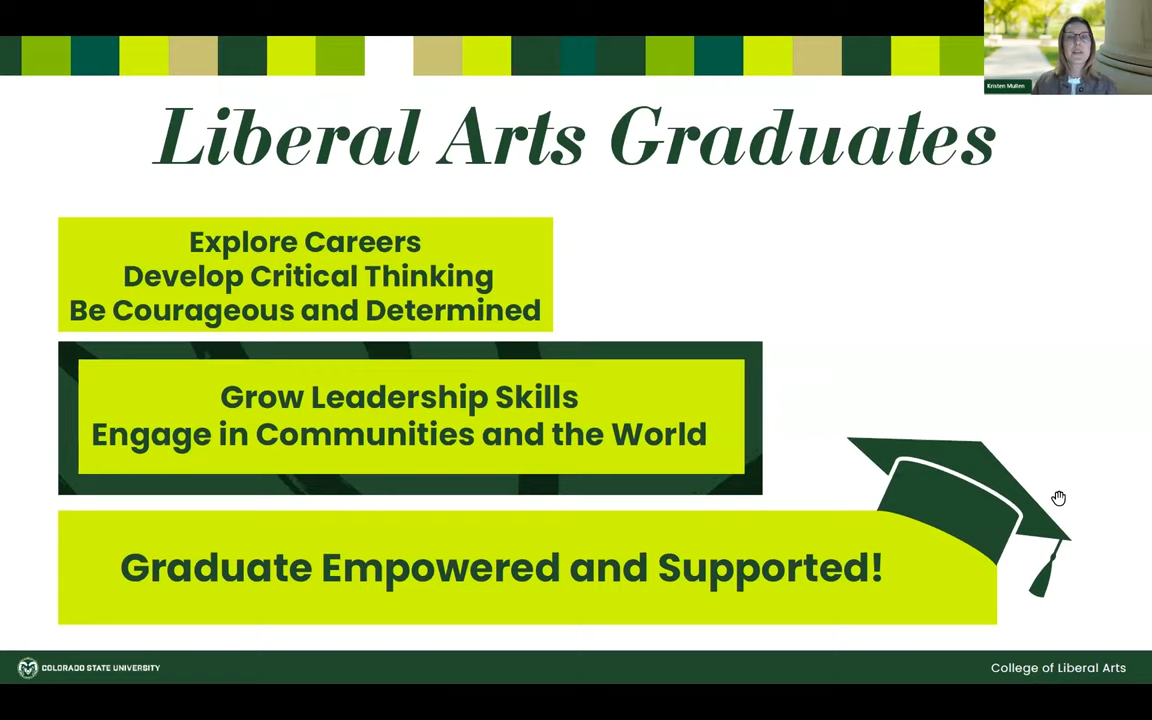 Kristen Mullen
Liberal Arts Graduates
Explore Careers
Develop Critical Thinking
Be Courageous and Determined
Grow Leadership Skills
Engage in Communities and the World
Graduate Empowered and Supported!
COLORADO STATE UNIVERSITY
College of Liberal Arts